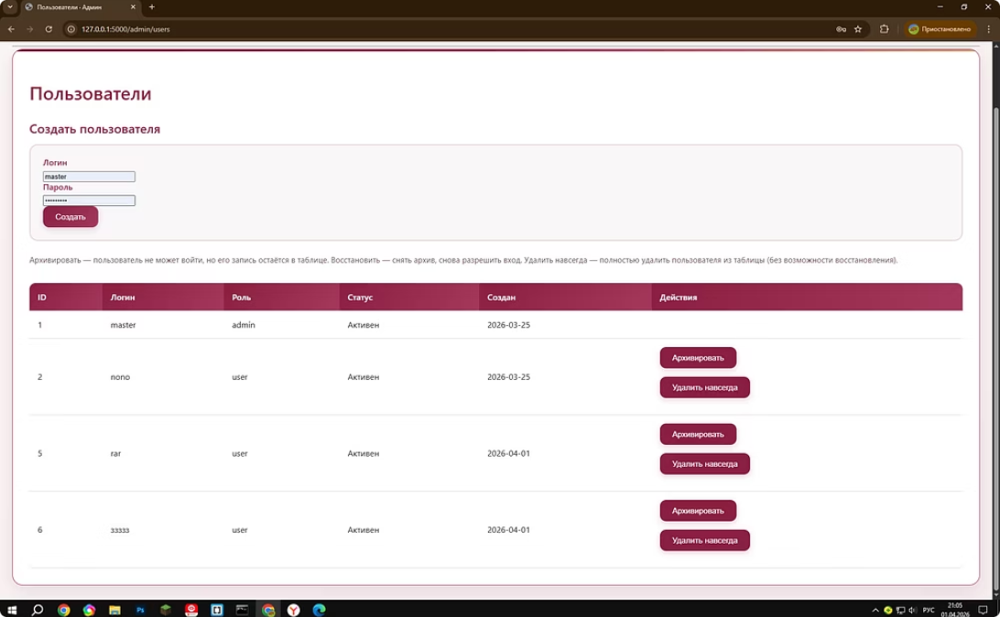 Пользователи - Админ
127.0.0.1:5000/admin/users
Приостановлено
Пользователи
Создать пользователя
Логин
master
Пароль
•••••••••
Создать
Архивировать — пользователь не может войти, но его запись остаётся в таблице. Восстановить — снять архив, снова разрешить вход. Удалить навсегда — полностью удалить пользователя из таблицы (без возможности восстановления).
ID Логин Роль Статус Создан Действия
1 master admin Активен 2026-03-25
Архивировать
2 nono user Активен 2026-03-25
Удалить навсегда
Архивировать
5 rar user Активен 2026-04-01
Удалить навсегда
Архивировать
6 ззззз user Активен 2026-04-01
Удалить навсегда
Ps
РУС
21:05
01.04.2026